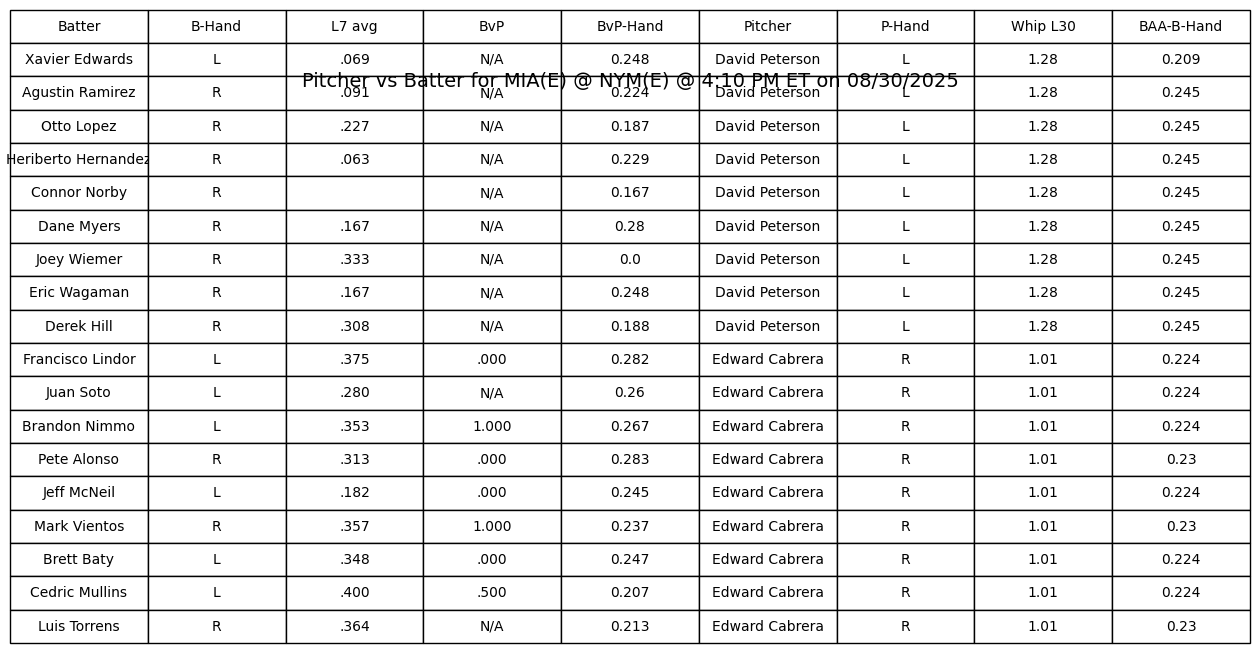 Batter B-Hand L7 avg BvP BvP-Hand Pitcher P-Hand Whip L30 BAA-B-Hand
Xavier Edwards L .069 N/A 0.248 David Peterson L 1.28 0.209
Pitcher vs Batter for MIA(E) @ NYM(E) @ 4:10 PM ET on 08/30/2025
Agustin Ramirez R .091 N/A 0.224 David Peterson L 1.28 0.245
Otto Lopez R .227 N/A 0.187 David Peterson L 1.28 0.245
Heriberto Hernandez R .063 N/A 0.229 David Peterson L 1.28 0.245
Connor Norby R N/A 0.167 David Peterson L 1.28 0.245
Dane Myers R .167 N/A 0.28 David Peterson L 1.28 0.245
Joey Wiemer R .333 N/A 0.0 David Peterson L 1.28 0.245
Eric Wagaman R .167 N/A 0.248 David Peterson L 1.28 0.245
Derek Hill R .308 N/A 0.188 David Peterson L 1.28 0.245
Francisco Lindor L .375 .000 0.282 Edward Cabrera R 1.01 0.224
Juan Soto L .280 N/A 0.26 Edward Cabrera R 1.01 0.224
Brandon Nimmo L .353 1.000 0.267 Edward Cabrera R 1.01 0.224
Pete Alonso R .313 .000 0.283 Edward Cabrera R 1.01 0.23
Jeff McNeil L .182 .000 0.245 Edward Cabrera R 1.01 0.224
Mark Vientos R .357 1.000 0.237 Edward Cabrera R 1.01 0.23
Brett Baty L .348 .000 0.247 Edward Cabrera R 1.01 0.224
Cedric Mullins L .400 .500 0.207 Edward Cabrera R 1.01 0.224
Luis Torrens R .364 N/A 0.213 Edward Cabrera R 1.01 0.23